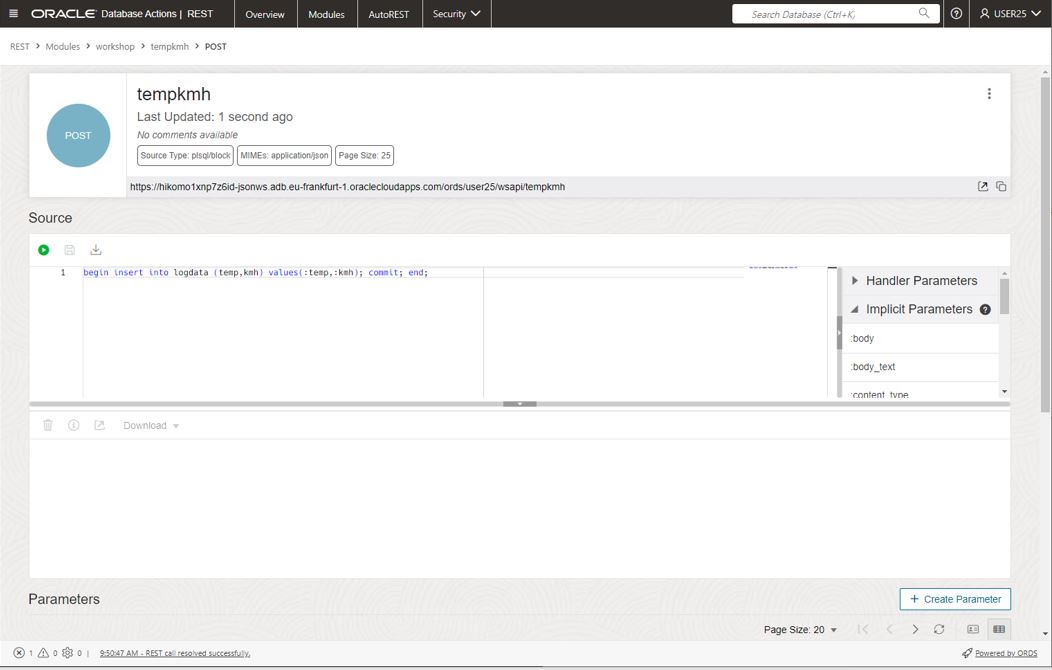 ORACLE Database Actions | REST Overview Modules AutoREST Security Search Database (Ctrl+K) USER25
REST > Modules > workshop > tempkmh > POST
POST
tempkmh
Last Updated: 1 second ago
No comments available
Source Type: plsql/block MIMEs: application/json Page Size: 25
https://hikomo1xnp7z6id-jsonws.adb.eu-frankfurt-1.oraclecloudapps.com/ords/user25/wsapi/tempkmh
Source
1 begin insert into logdata (temp,kmh) values(:temp,:kmh); commit; end;
Handler Parameters
Implicit Parameters ?
:body
:body_text
:content_type
Download
Parameters
+ Create Parameter
Page Size: 20
1 0 0 | 9:50:47 AM - REST call resolved successfully. Powered by ORDS